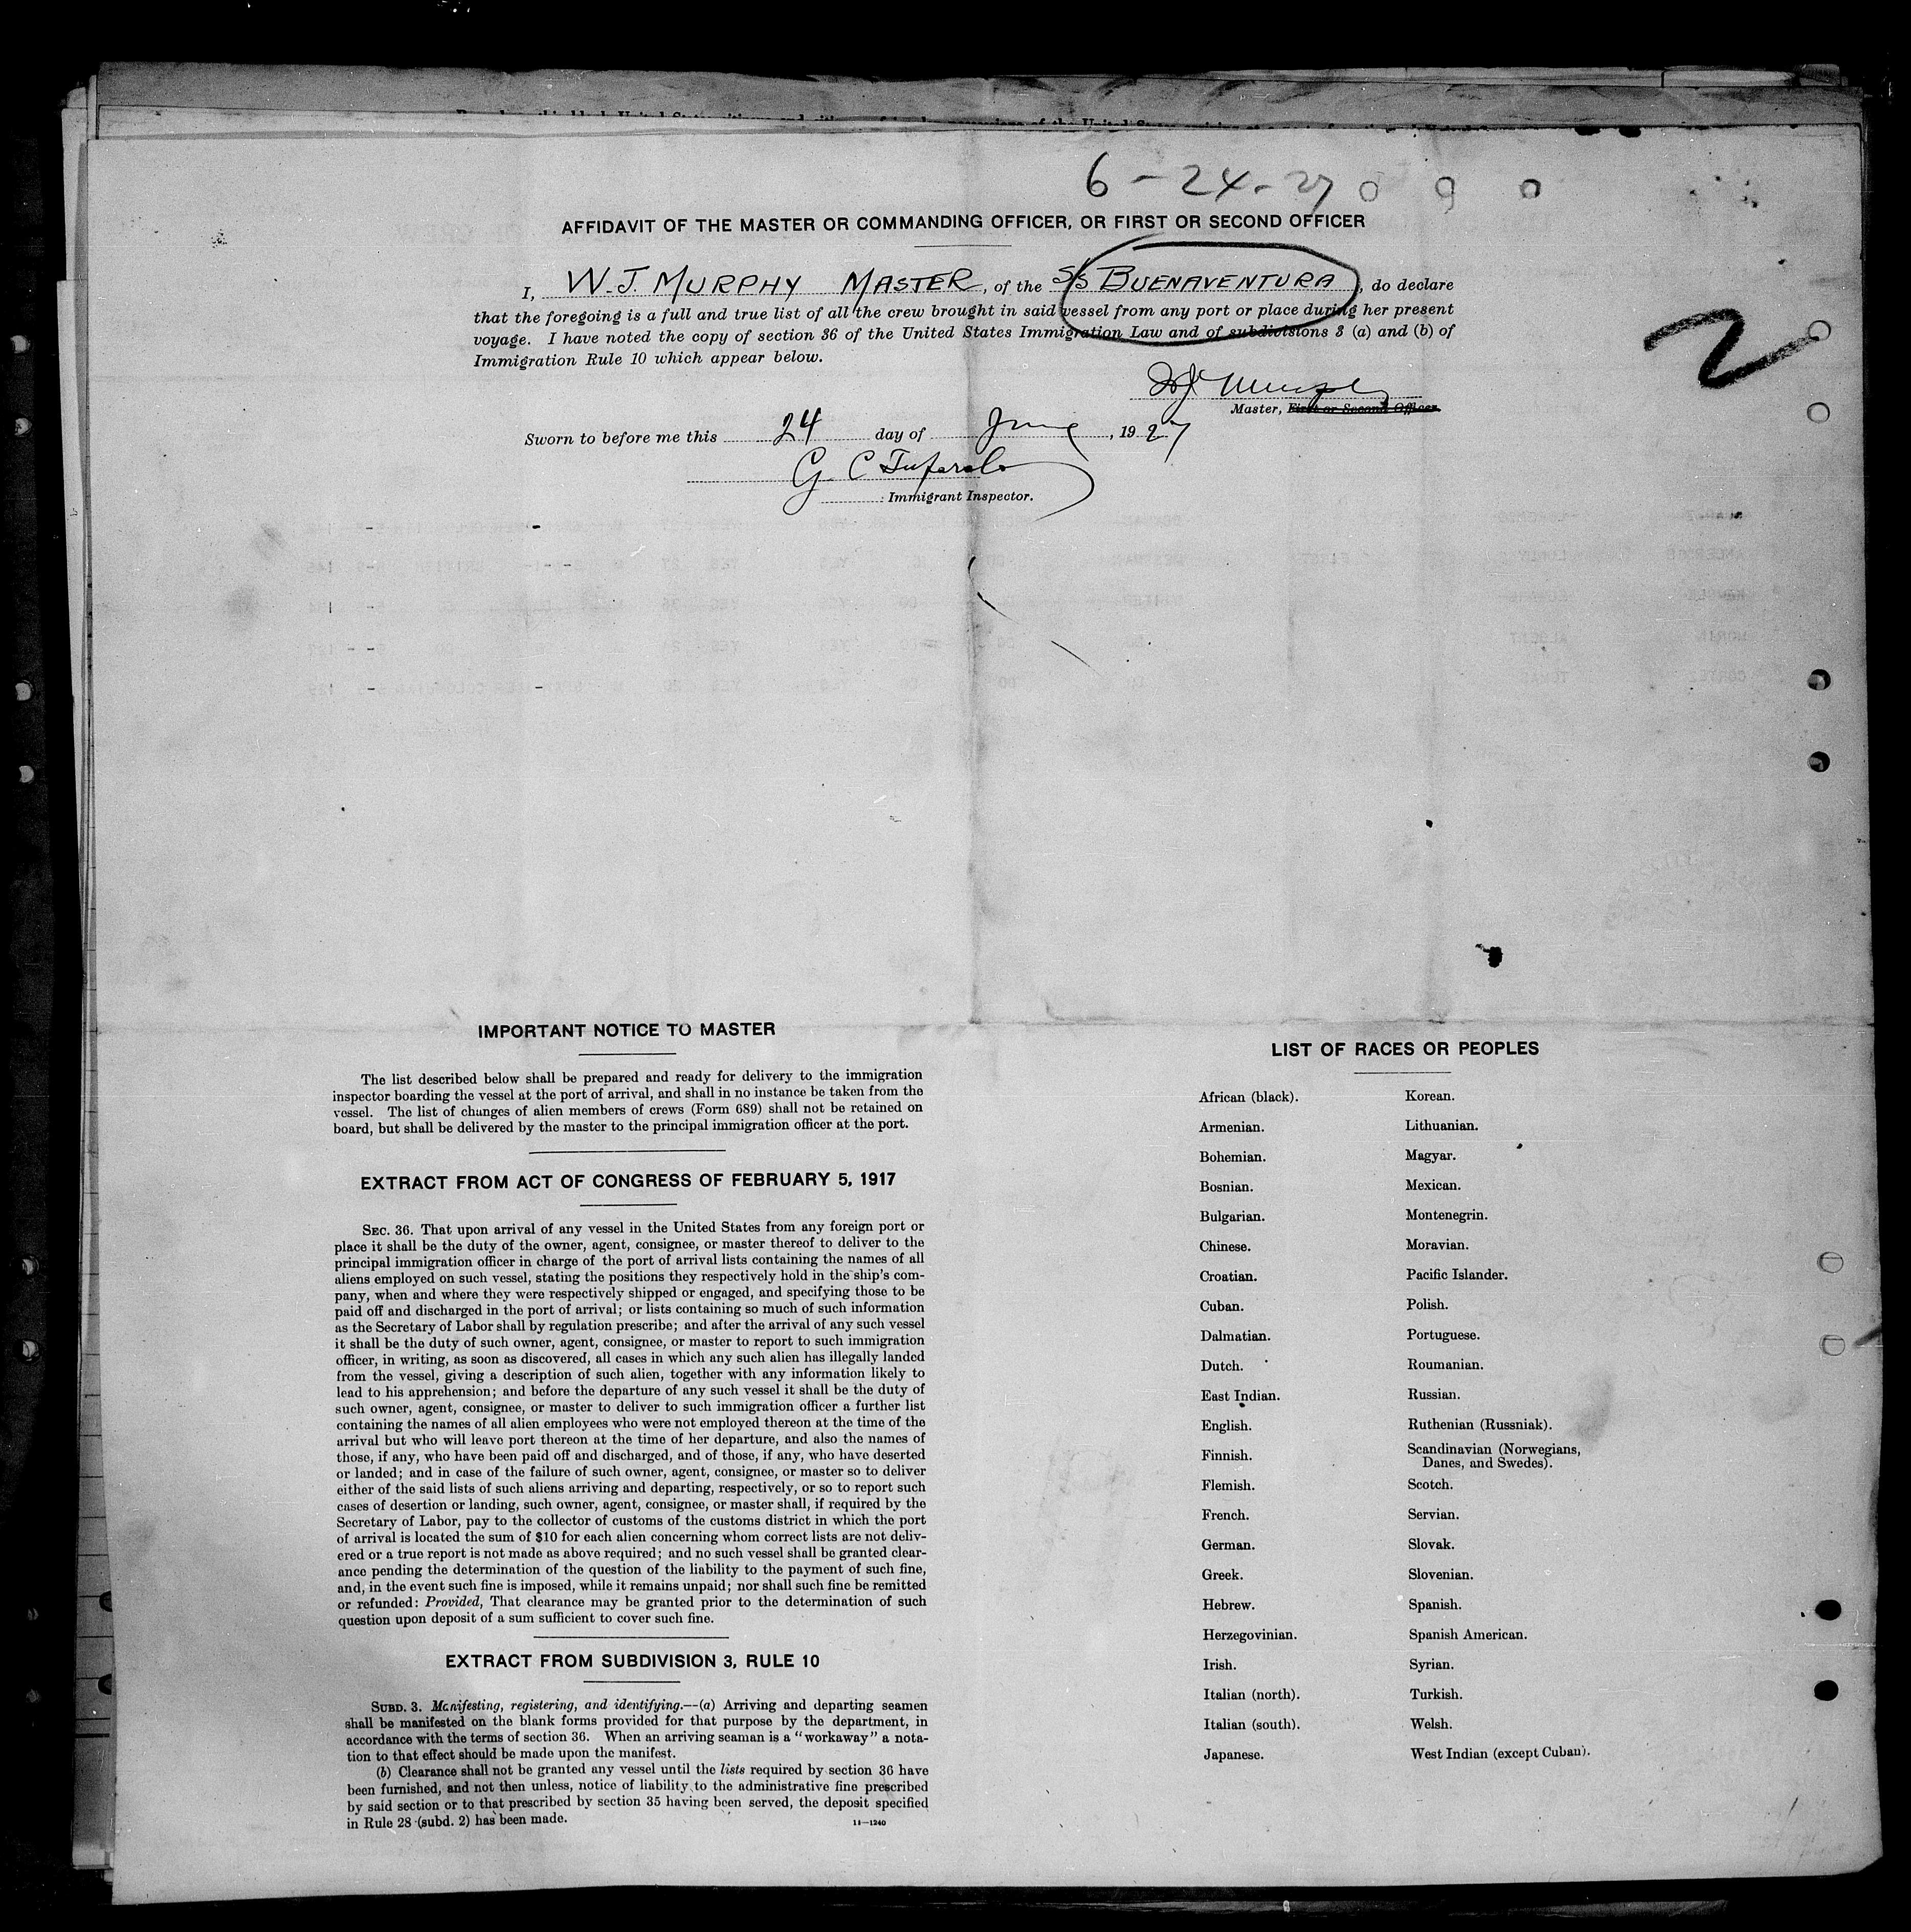 6-24-27
AFFIDAVIT OF THE MASTER OR COMMANDING OFFICER, OR FIRST OR SECOND OFFICER
I, W.J. MURPHY MASTER, of the S/S BUENAVENTURA, do declare
that the foregoing is a full and true list of all the crew brought in said vessel from any port or place during her present
voyage. I have noted the copy of section 36 of the United States Immigration Law and of subdivisions 3 (a) and (b) of
Immigration Rule 10 which appear below.
2
WJ Murphy
Master, First or Second Officer.
Sworn to before me this 24 day of June, 1927
G C
Immigrant Inspector.
IMPORTANT NOTICE TO MASTER
The list described below shall be prepared and ready for delivery to the immigration
inspector boarding the vessel at the port of arrival, and shall in no instance be taken from the
vessel. The list of changes of alien members of crews (Form 689) shall not be retained on
board, but shall be delivered by the master to the principal immigration officer at the port.
EXTRACT FROM ACT OF CONGRESS OF FEBRUARY 5, 1917
SEC. 36. That upon arrival of any vessel in the United States from any foreign port or
place it shall be the duty of the owner, agent, consignee, or master thereof to deliver to the
principal immigration officer in charge of the port of arrival lists containing the names of all
aliens employed on such vessel, stating the positions they respectively hold in the ship's com-
pany, when and where they were respectively shipped or engaged, and specifying those to be
paid off and discharged in the port of arrival; or lists containing so much of such information
as the Secretary of Labor shall by regulation prescribe; and after the arrival of any such vessel
it shall be the duty of such owner, agent, consignee, or master to report to such immigration
officer, in writing, as soon as discovered, all cases in which any such alien has illegally landed
from the vessel, giving a description of such alien, together with any information likely to
lead to his apprehension; and before the departure of any such vessel it shall be the duty of
such owner, agent, consignee, or master to deliver to such immigration officer a further list
containing the names of all alien employees who were not employed thereon at the time of the
arrival but who will leave port thereon at the time of her departure, and also the names of
those, if any, who have been paid off and discharged, and of those, if any, who have deserted
or landed; and in case of the failure of such owner, agent, consignee, or master so to deliver
either of the said lists of such aliens arriving and departing, respectively, or so to report such
cases of desertion or landing, such owner, agent, consignee, or master shall, if required by the
Secretary of Labor, pay to the collector of customs of the customs district in which the port
of arrival is located the sum of $10 for each alien concerning whom correct lists are not deliv-
ered or a true report is not made as above required; and no such vessel shall be granted clear-
ance pending the determination of the question of the liability to the payment of such fine,
and, in the event such fine is imposed, while it remains unpaid; nor shall such fine be remitted
or refunded: Provided, That clearance may be granted prior to the determination of such
question upon deposit of a sum sufficient to cover such fine.
EXTRACT FROM SUBDIVISION 3, RULE 10
SUBD. 3. Manifesting, registering, and identifying.—(a) Arriving and departing seamen
shall be manifested on the blank forms provided for that purpose by the department, in
accordance with the terms of section 36. When an arriving seaman is a "workaway" a nota-
tion to that effect should be made upon the manifest.
(b) Clearance shall not be granted any vessel until the lists required by section 36 have
been furnished, and not then unless, notice of liability to the administrative fine prescribed
by said section or to that prescribed by section 35 having been served, the deposit specified
in Rule 28 (subd. 2) has been made.
11—1240
LIST OF RACES OR PEOPLES
African (black).
Armenian.
Bohemian.
Bosnian.
Bulgarian.
Chinese.
Croatian.
Cuban.
Dalmatian.
Dutch.
East Indian.
English.
Finnish.
Flemish.
French.
German.
Greek.
Hebrew.
Herzegovinian.
Irish.
Italian (north).
Italian (south).
Japanese.
Korean.
Lithuanian.
Magyar.
Mexican.
Montenegrin.
Moravian.
Pacific Islander.
Polish.
Portuguese.
Roumanian.
Russian.
Ruthenian (Russniak).
Scandinavian (Norwegians,
Danes, and Swedes).
Scotch.
Servian.
Slovak.
Slovenian.
Spanish.
Spanish American.
Syrian.
Turkish.
Welsh.
West Indian (except Cuban).